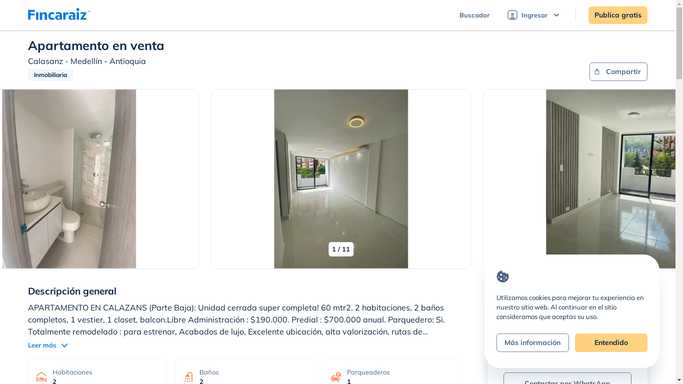 Fincaraiz
Buscador
Ingresar
Publica gratis
Apartamento en venta
Calasanz - Medellín - Antioquia
Inmobiliaria
Compartir
1 / 11
Descripción general
APARTAMENTO EN CALAZANS (Parte Baja); Unidad cerrada super completa! 60 mtr2. 2 habitaciones, 2 baños
completos, 1 vestier, 1 closet, balcon.Libre Administración : $190.000. Predial : $700.000 anual. Parquedero: Si.
Totalmente remodelado : para estrenar, Acabados de lujo, Excelente ubicación, alta valorización, rutas de...
Leer más
Habitaciones
2
Baños
2
Parqueaderos
1
Utilizamos cookies para mejorar tu experiencia en
nuestro sitio web. Al continuar en el sitio
consideramos que aceptas su uso.
Más información
Entendido
Contactar por WhatsApp